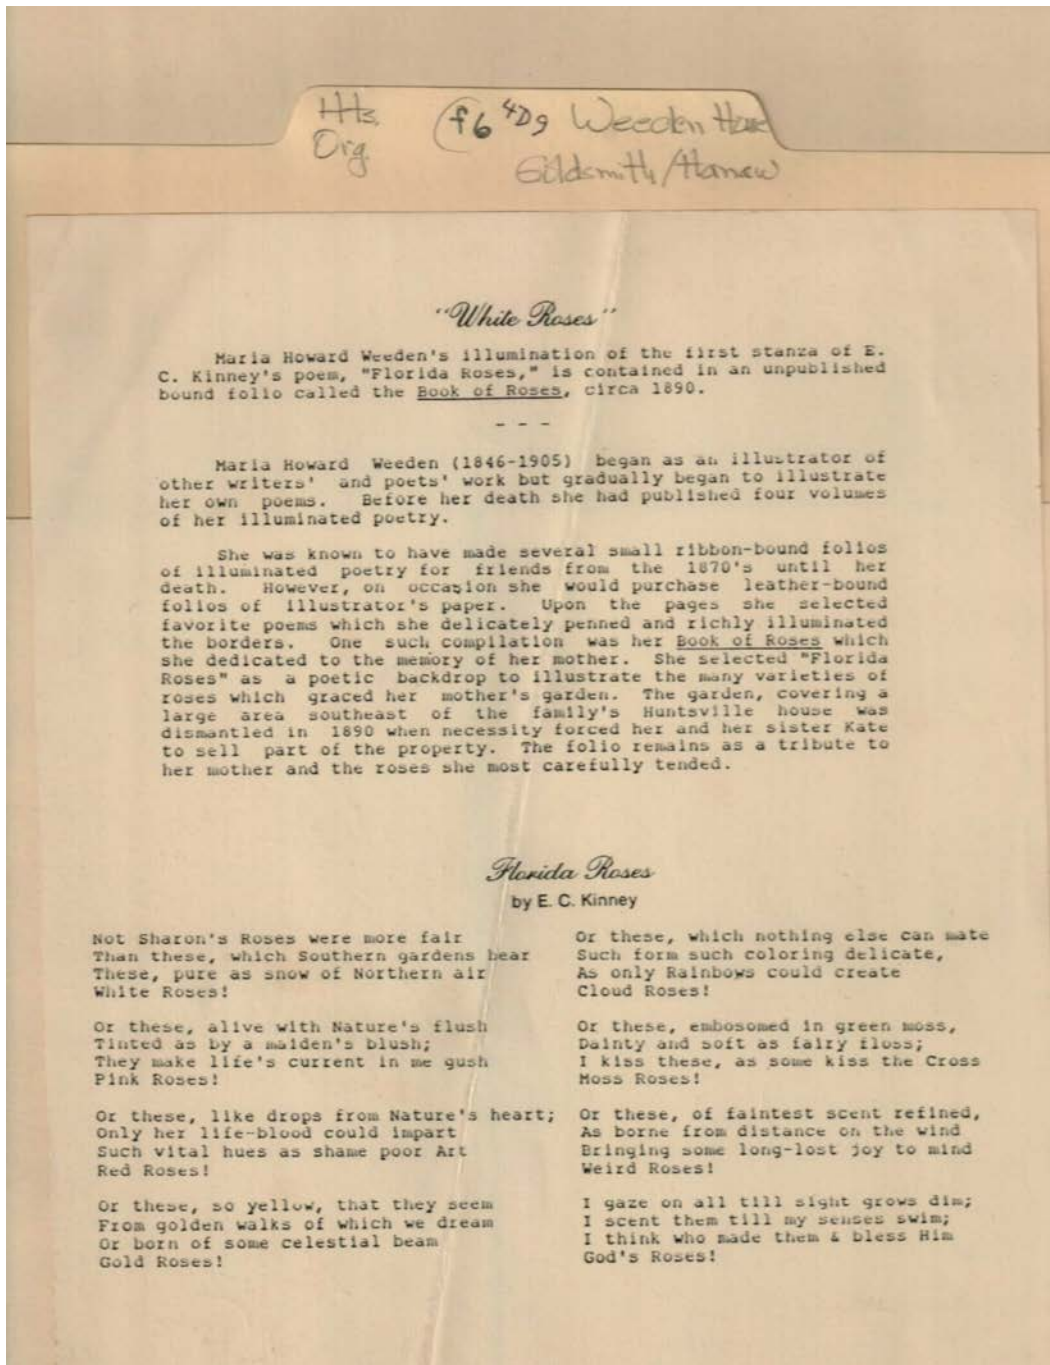 Hts.
Org.
f6 4D9 Weeden House
Goldsmith/Harrison
"White Roses"
Maria Howard Weeden's illumination of the first stanza of E.
C. Kinney's poem, "Florida Roses," is contained in an unpublished
bound folio called the Book of Roses, circa 1890.
- - -
Maria Howard Weeden (1846-1905) began as an illustrator of
other writers' and poets' work but gradually began to illustrate
her own poems. Before her death she had published four volumes
of her illuminated poetry.
She was known to have made several small ribbon-bound folios
of illuminated poetry for friends from the 1870's until her
death. However, on occasion she would purchase leather-bound
folios of illustrator's paper. Upon the pages she selected
favorite poems which she delicately penned and richly illuminated
the borders. One such compilation was her Book of Roses which
she dedicated to the memory of her mother. She selected "Florida
Roses" as a poetic backdrop to illustrate the many varieties of
roses which graced her mother's garden. The garden, covering a
large area southeast of the family's Huntsville house was
dismantled in 1890 when necessity forced her and her sister Kate
to sell part of the property. The folio remains as a tribute to
her mother and the roses she most carefully tended.
Florida Roses
by E. C. Kinney
Not Sharon's Roses were more fair
Than these, which Southern gardens bear
These, pure as snow of Northern air
White Roses!
Or these, alive with Nature's flush
Tinted as by a maiden's blush;
They make life's current in me gush
Pink Roses!
Or these, like drops from Nature's heart;
Only her life-blood could impart
Such vital hues as shame poor Art
Red Roses!
Or these, so yellow, that they seem
From golden walks of which we dream
Or born of some celestial beam
Gold Roses!
Or these, which nothing else can mate
Such form such coloring delicate,
As only Rainbows could create
Cloud Roses!
Or these, embosomed in green moss,
Dainty and soft as fairy floss;
I kiss these, as some kiss the Cross
Moss Roses!
Or these, of faintest scent refined,
As borne from distance on the wind
Bringing some long-lost joy to mind
Weird Roses!
I gaze on all till sight grows dim;
I scent them till my senses swim;
I think who made them & bless Him
God's Roses!